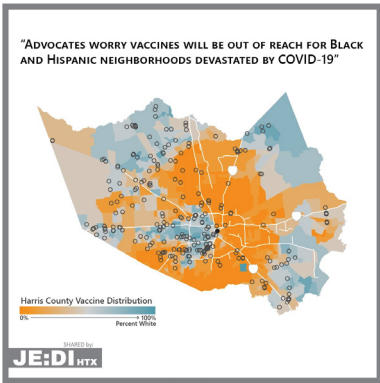 "Advocates worry vaccines will be out of reach for Black
and Hispanic neighborhoods devastated by COVID-19"
Harris County Vaccine Distribution
0% → 100%
Percent White
SHARED by:
JE:DI HTX